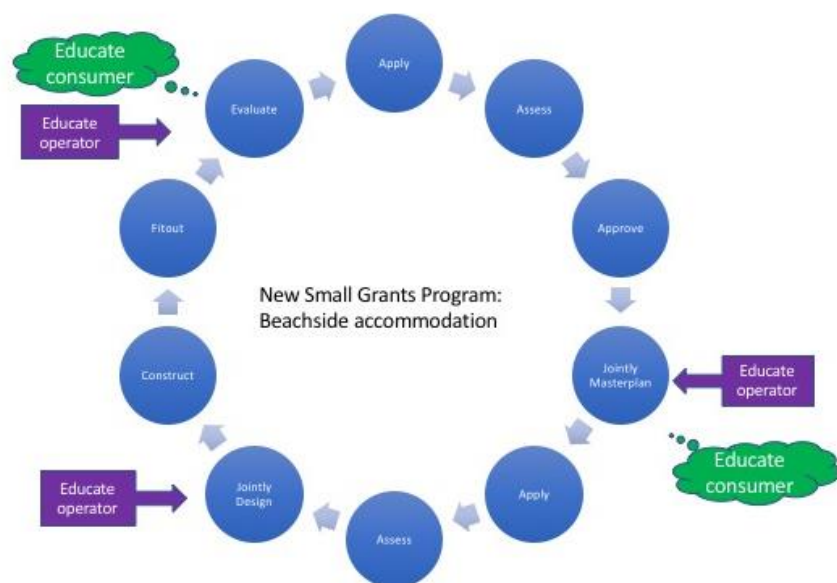 Educate
consumer
Educate
operator
Evaluate
Apply
Assess
Approve
Fitout
New Small Grants Program:
Beachside accommodation
Construct
Jointly
Masterplan
Educate
operator
Educate
consumer
Educate
operator
Jointly
Design
Apply
Assess